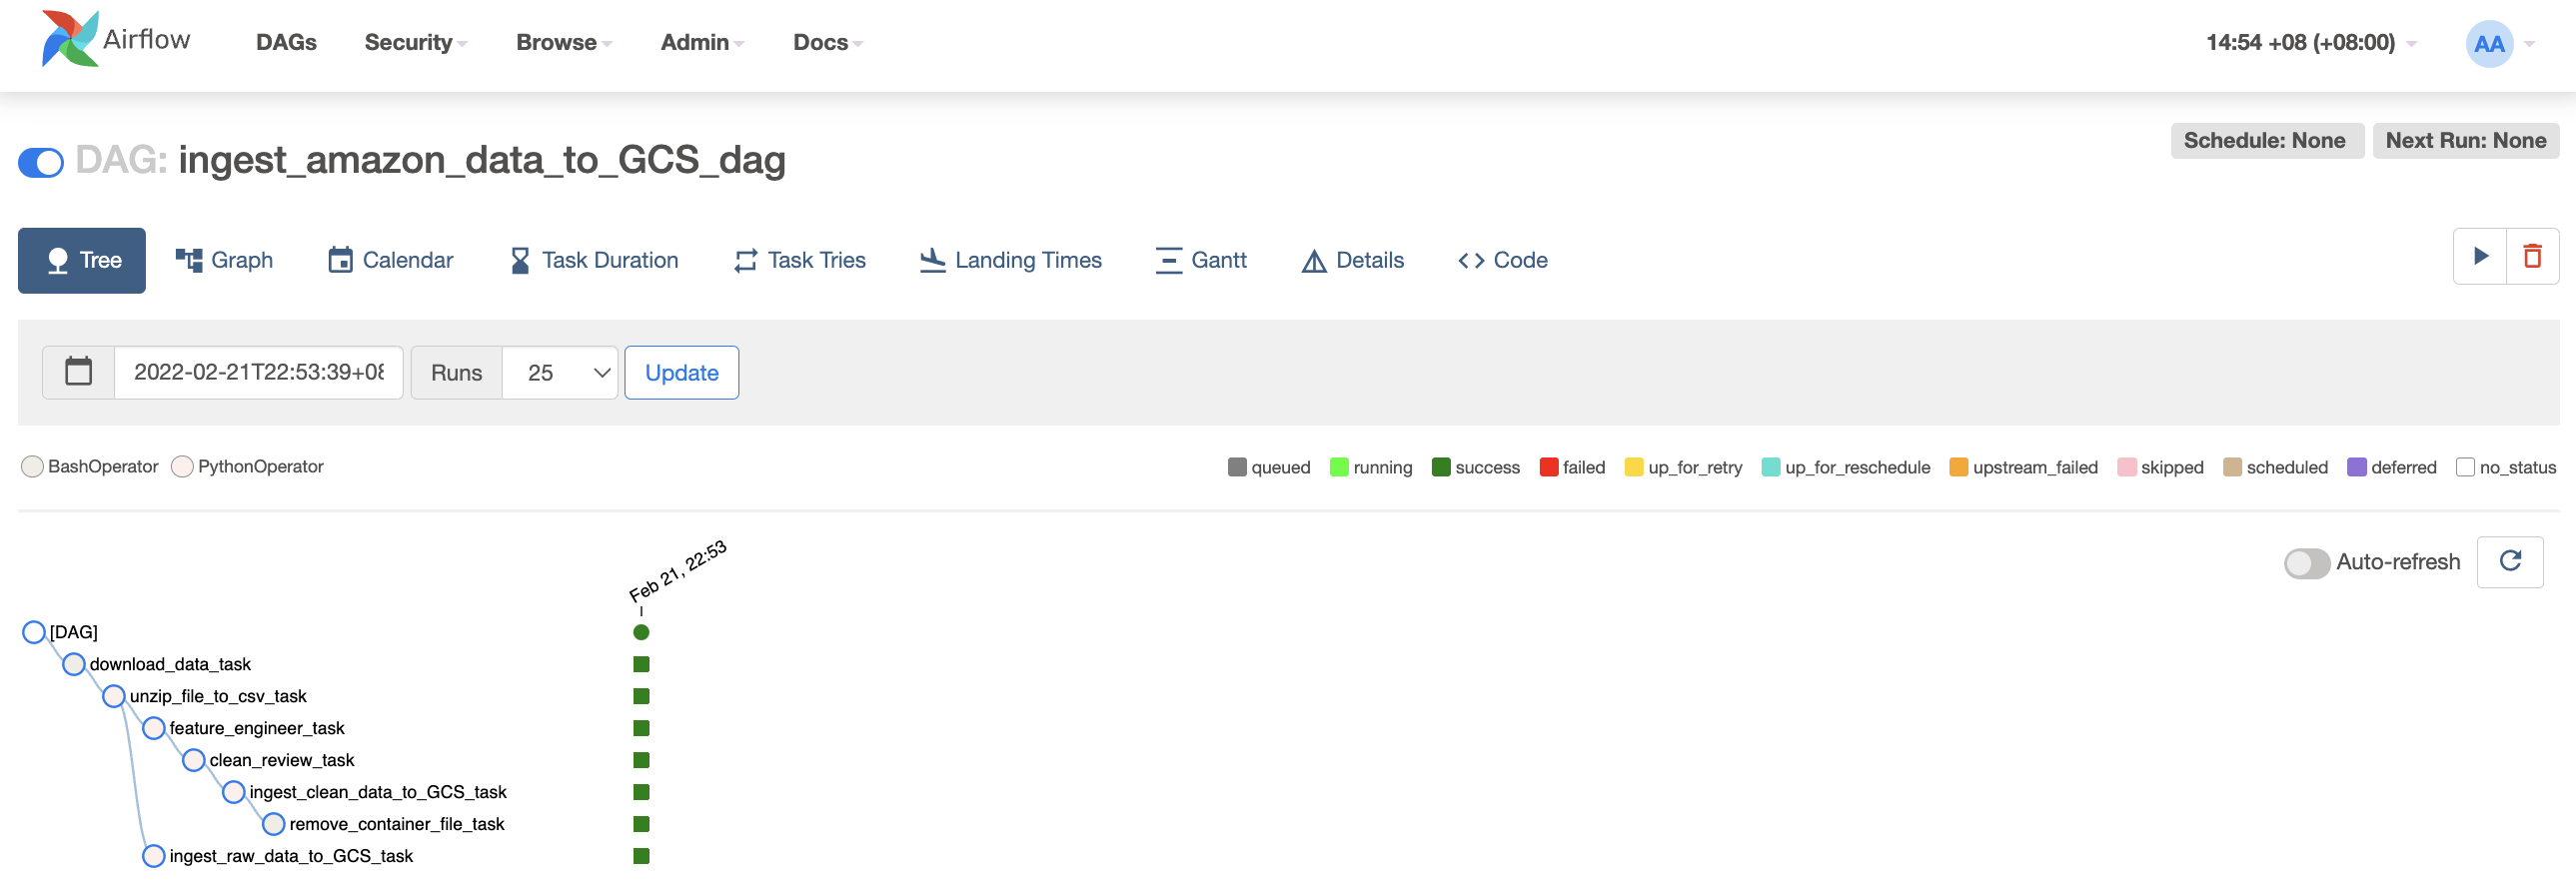 Airflow DAGs Security Browse Admin Docs 14:54 +08 (+08:00) AA
Schedule: None Next Run: None
DAG: ingest_amazon_data_to_GCS_dag
Tree Graph Calendar Task Duration Task Tries Landing Times Gantt Details Code
2022-02-21T22:53:39+08 Runs 25 Update
BashOperator PythonOperator queued running success failed up_for_retry up_for_reschedule upstream_failed skipped scheduled deferred no_status
Feb 21, 22:53
Auto-refresh
[DAG]
download_data_task
unzip_file_to_csv_task
feature_engineer_task
clean_review_task
ingest_clean_data_to_GCS_task
remove_container_file_task
ingest_raw_data_to_GCS_task